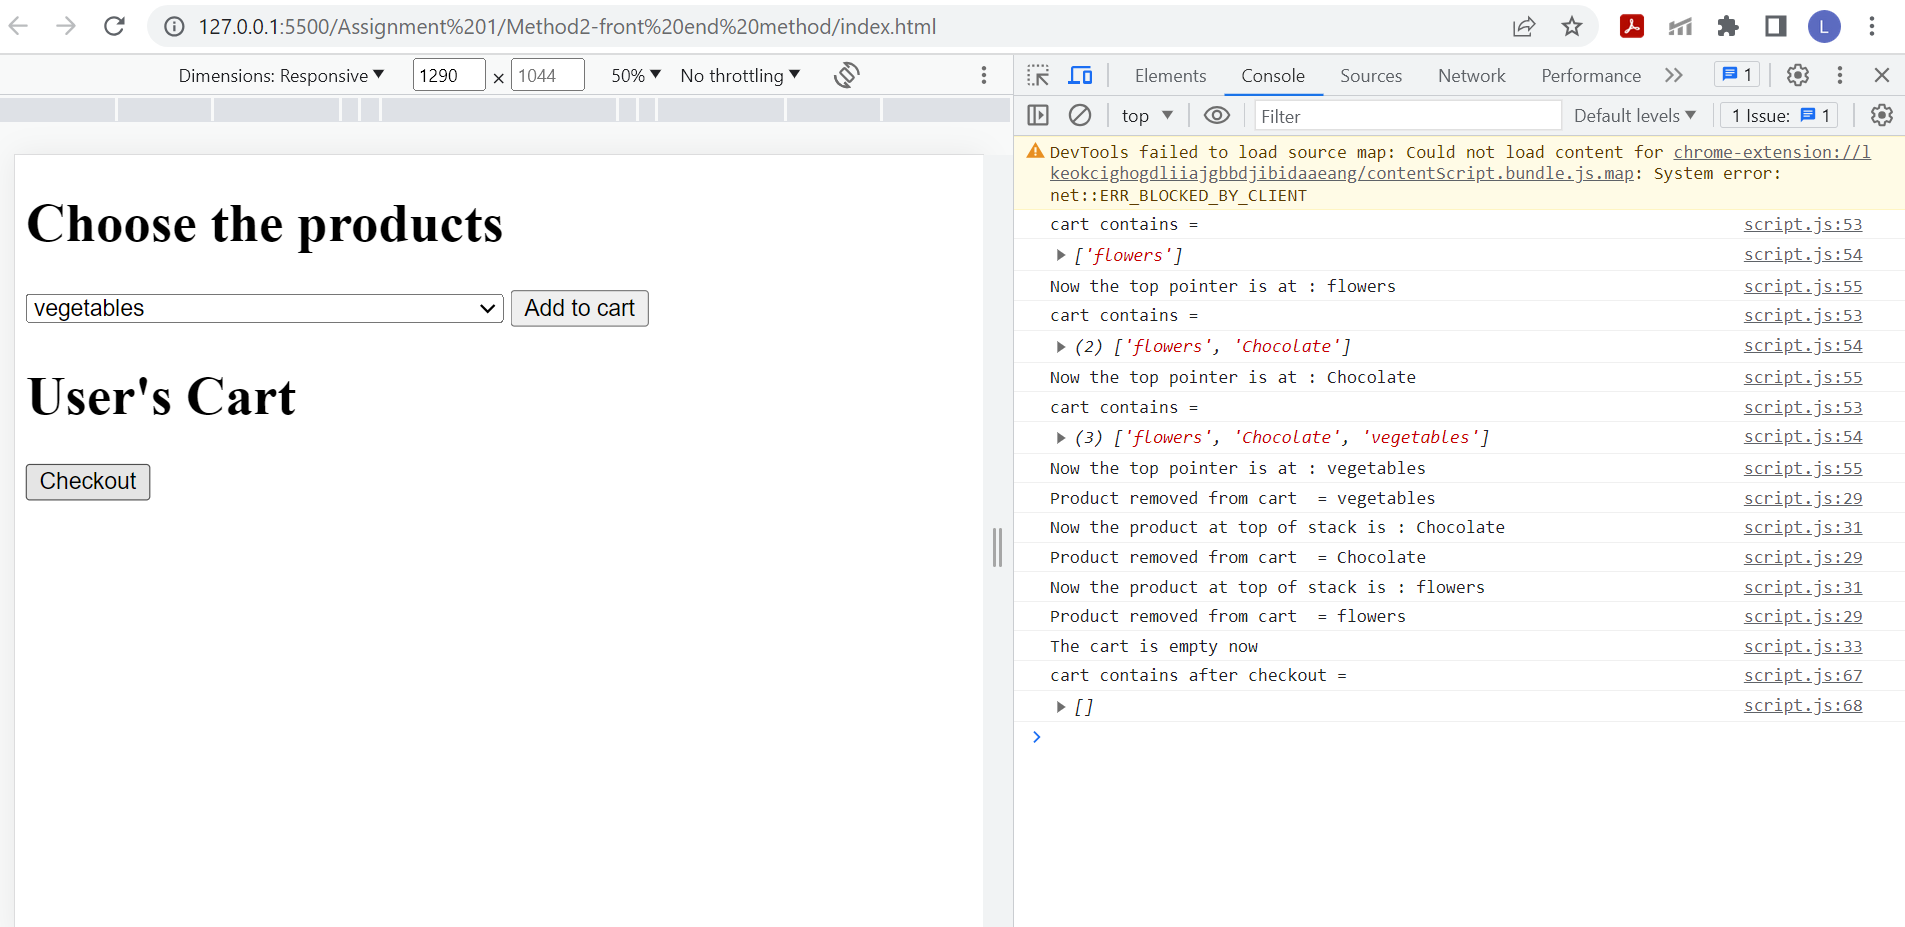 127.0.0.1:5500/Assignment%201/Method2-front%20end%20method/index.html
L
Dimensions: Responsive ▼ 1290 × 1044 50% ▼ No throttling ▼
Choose the products
vegetables Add to cart
User's Cart
Checkout
Elements Console Sources Network Performance 1
top ▼ Filter Default levels ▼ 1 Issue: 1
DevTools failed to load source map: Could not load content for chrome-extension://l
keokcighogdliiajgbbdjibidaaeang/contentScript.bundle.js.map: System error:
net::ERR_BLOCKED_BY_CLIENT
cart contains = script.js:53
['flowers'] script.js:54
Now the top pointer is at : flowers script.js:55
cart contains = script.js:53
(2) ['flowers', 'Chocolate'] script.js:54
Now the top pointer is at : Chocolate script.js:55
cart contains = script.js:53
(3) ['flowers', 'Chocolate', 'vegetables'] script.js:54
Now the top pointer is at : vegetables script.js:55
Product removed from cart  = vegetables script.js:29
Now the product at top of stack is : Chocolate script.js:31
Product removed from cart  = Chocolate script.js:29
Now the product at top of stack is : flowers script.js:31
Product removed from cart  = flowers script.js:29
The cart is empty now script.js:33
cart contains after checkout = script.js:67
[] script.js:68